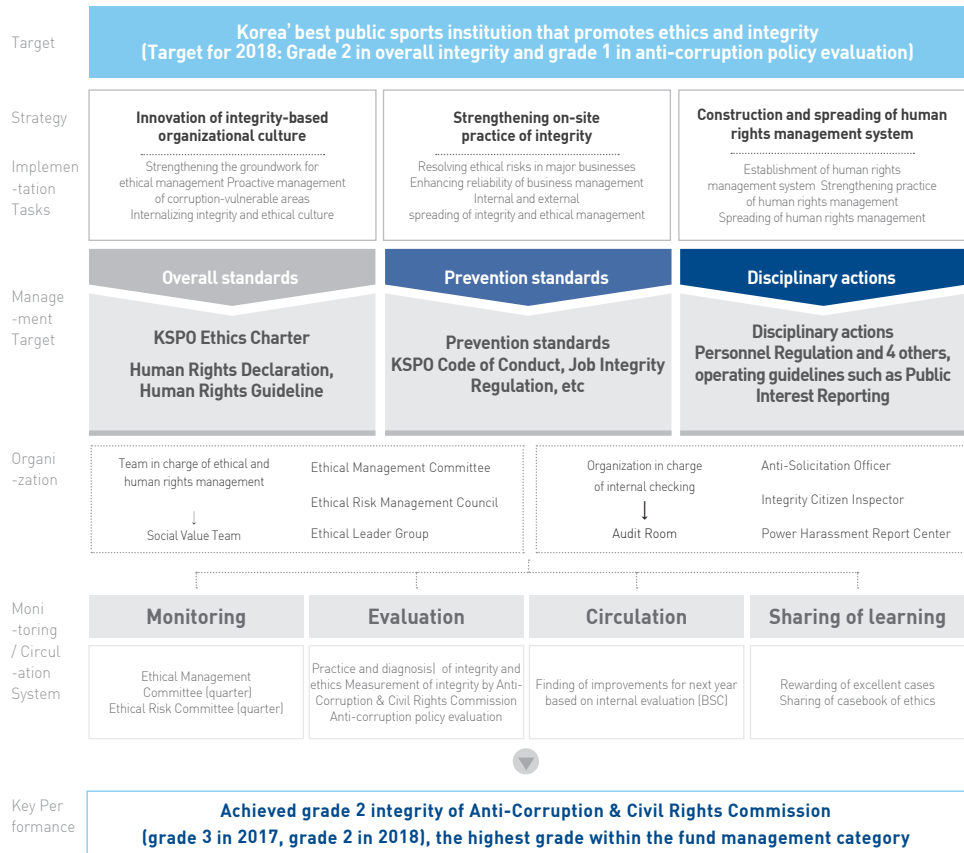 Target
Korea’ best public sports institution that promotes ethics and integrity
(Target for 2018: Grade 2 in overall integrity and grade 1 in anti-corruption policy evaluation)
Strategy
Innovation of integrity-based
organizational culture
Strengthening on-site
practice of integrity
Construction and spreading of human
rights management system
Implemen
-tation
Tasks
Strengthening the groundwork for
ethical management Proactive management
of corruption-vulnerable areas
Internalizing integrity and ethical culture
Resolving ethical risks in major businesses
Enhancing reliability of business management
Internal and external
spreading of integrity and ethical management
Establishment of human rights
management system Strengthening practice
of human rights management
Spreading of human rights management
Manage
-ment
Target
Overall standards
KSPO Ethics Charter
Human Rights Declaration,
Human Rights Guideline
Prevention standards
Prevention standards
KSPO Code of Conduct, Job Integrity
Regulation, etc
Disciplinary actions
Disciplinary actions
Personnel Regulation and 4 others,
operating guidelines such as Public
Interest Reporting
Organi
-zation
Team in charge of ethical and
human rights management
↓
Social Value Team
Ethical Management Committee
Ethical Risk Management Council
Ethical Leader Group
Organization in charge
of internal checking
↓
Audit Room
Anti-Solicitation Officer
Integrity Citizen Inspector
Power Harassment Report Center
Moni
-toring
/ Circul
-ation
System
Monitoring
Ethical Management
Committee (quarter)
Ethical Risk Committee (quarter)
Evaluation
Practice and diagnosis| of integrity and
ethics Measurement of integrity by Anti-
Corruption & Civil Rights Commission
Anti-corruption policy evaluation
Circulation
Finding of improvements for next year
based on internal evaluation (BSC)
Sharing of learning
Rewarding of excellent cases
Sharing of casebook of ethics
Key Per
formance
Achieved grade 2 integrity of Anti-Corruption & Civil Rights Commission
(grade 3 in 2017, grade 2 in 2018), the highest grade within the fund management category